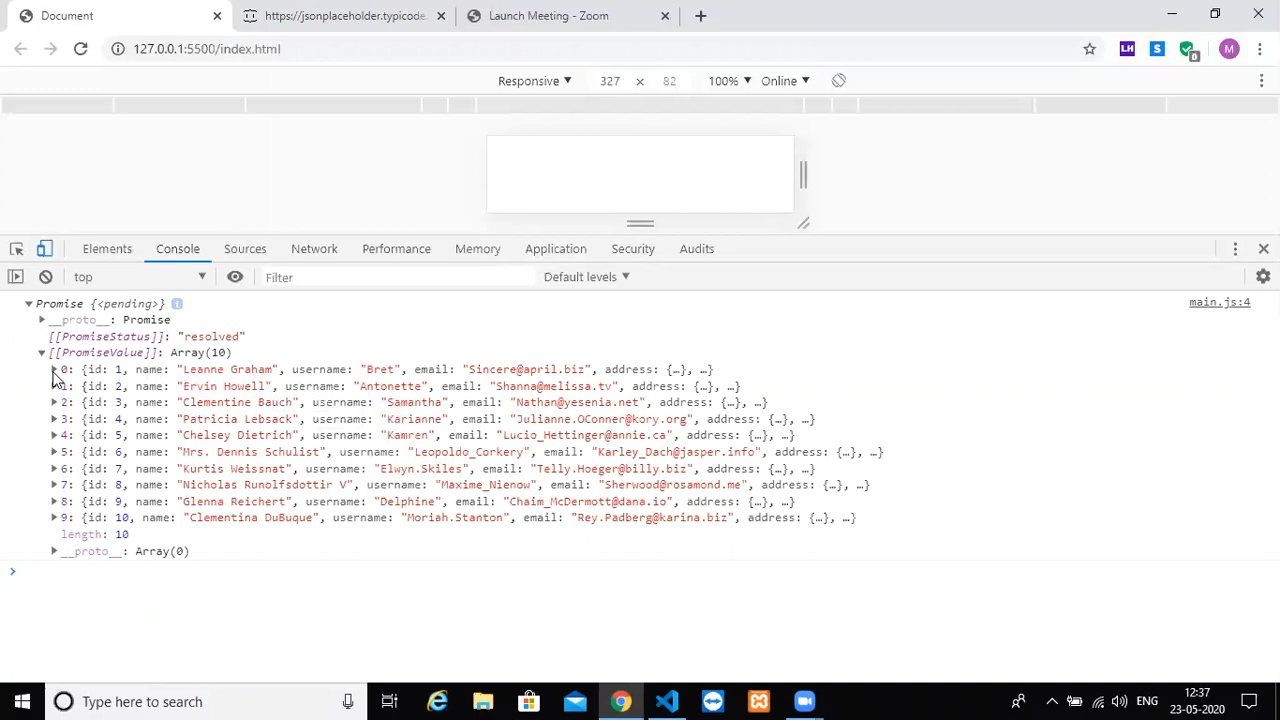 Document
https://jsonplaceholder.typicode.
Launch Meeting - Zoom
127.0.0.1:5500/index.html
LH
S
0
M
Responsive
327 × 82
100%
Online
Elements
Console
Sources
Network
Performance
Memory
Application
Security
Audits
top
Filter
Default levels
Promise {<pending>} i
main.js:4
__proto__: Promise
[[PromiseStatus]]: "resolved"
[[PromiseValue]]: Array(10)
0: {id: 1, name: "Leanne Graham", username: "Bret", email: "Sincere@april.biz", address: {…}, …}
1: {id: 2, name: "Ervin Howell", username: "Antonette", email: "Shanna@melissa.tv", address: {…}, …}
2: {id: 3, name: "Clementine Bauch", username: "Samantha", email: "Nathan@yesenia.net", address: {…}, …}
3: {id: 4, name: "Patricia Lebsack", username: "Karianne", email: "Julianne.OConner@kory.org", address: {…}, …}
4: {id: 5, name: "Chelsey Dietrich", username: "Kamren", email: "Lucio_Hettinger@annie.ca", address: {…}, …}
5: {id: 6, name: "Mrs. Dennis Schulist", username: "Leopoldo_Corkery", email: "Karley_Dach@jasper.info", address: {…}, …}
6: {id: 7, name: "Kurtis Weissnat", username: "Elwyn.Skiles", email: "Telly.Hoeger@billy.biz", address: {…}, …}
7: {id: 8, name: "Nicholas Runolfsdottir V", username: "Maxime_Nienow", email: "Sherwood@rosamond.me", address: {…}, …}
8: {id: 9, name: "Glenna Reichert", username: "Delphine", email: "Chaim_McDermott@dana.io", address: {…}, …}
9: {id: 10, name: "Clementina DuBuque", username: "Moriah.Stanton", email: "Rey.Padberg@karina.biz", address: {…}, …}
length: 10
__proto__: Array(0)
Type here to search
ENG
12:37
23-05-2020